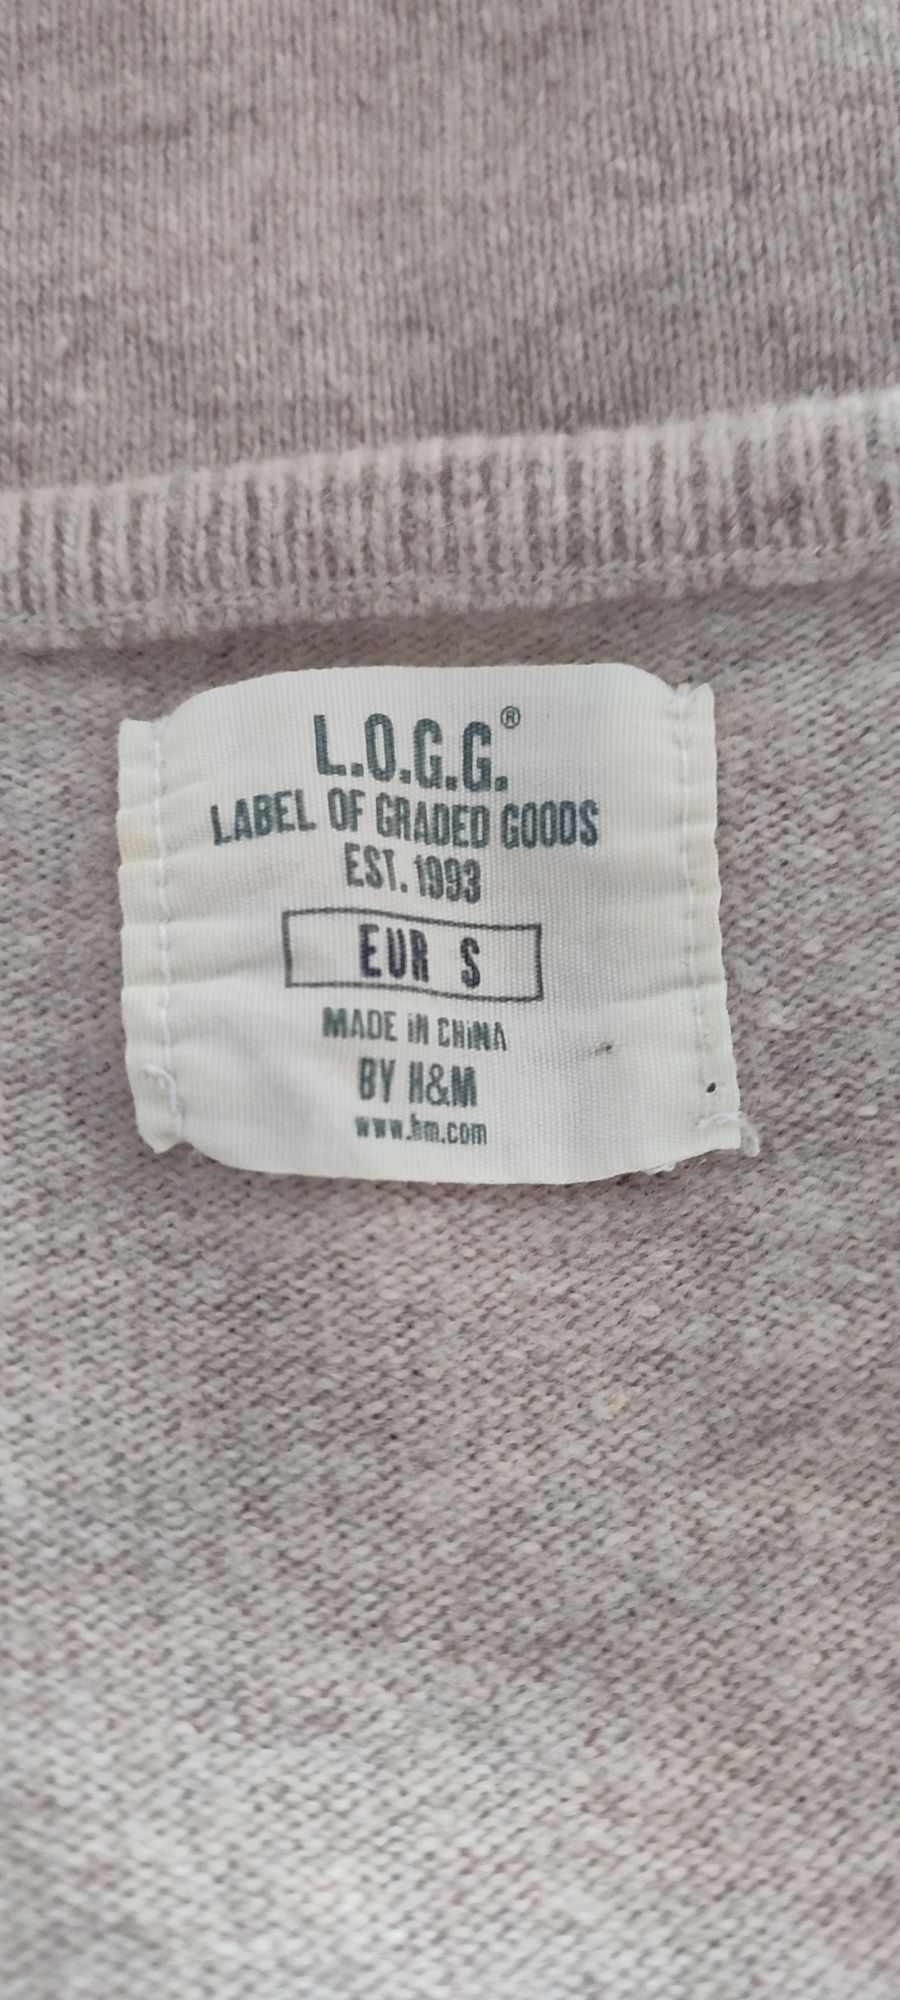 L.O.G.G.®
LABEL OF GRADED GOODS
EST. 1993
EUR S
MADE IN CHINA
BY H&M
www.hm.com